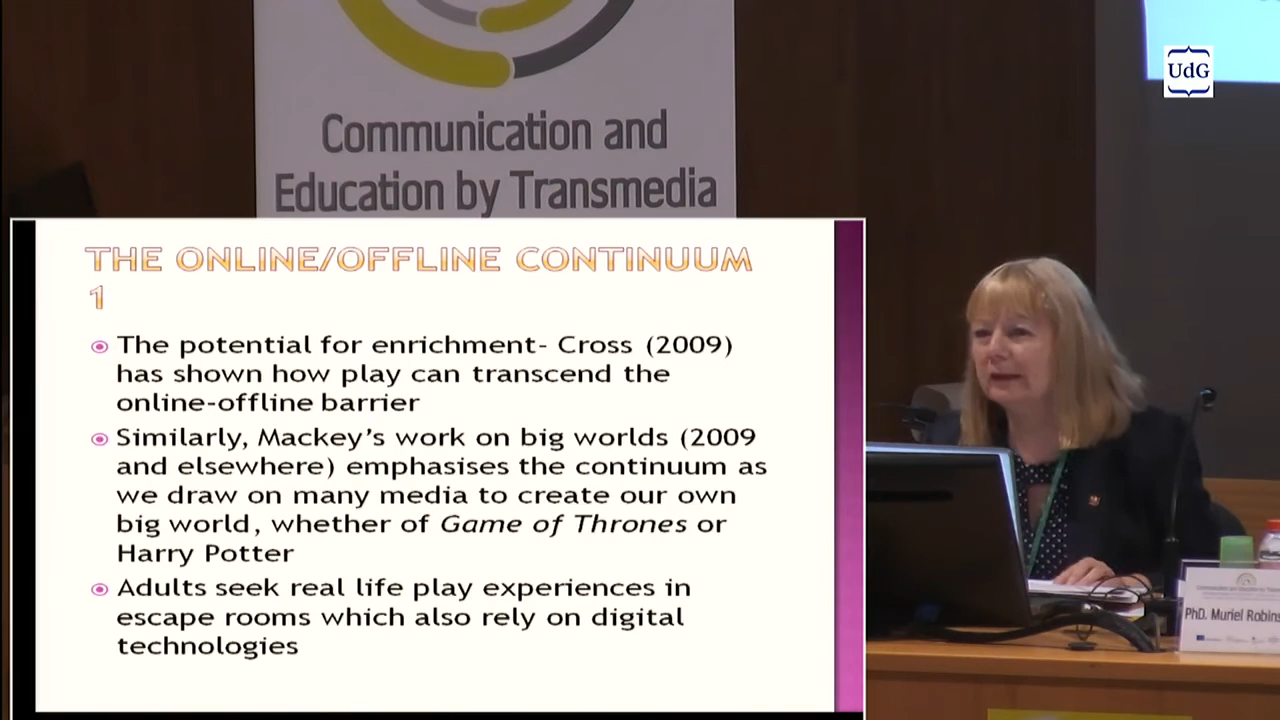 UdG
Communication and
Education by Transmedia
THE ONLINE/OFFLINE CONTINUUM
1
The potential for enrichment- Cross (2009)
has shown how play can transcend the
online-offline barrier
Similarly, Mackey's work on big worlds (2009
and elsewhere) emphasises the continuum as
we draw on many media to create our own
big world, whether of Game of Thrones or
Harry Potter
Adults seek real life play experiences in
escape rooms which also rely on digital
technologies
PhD. Muriel Robins